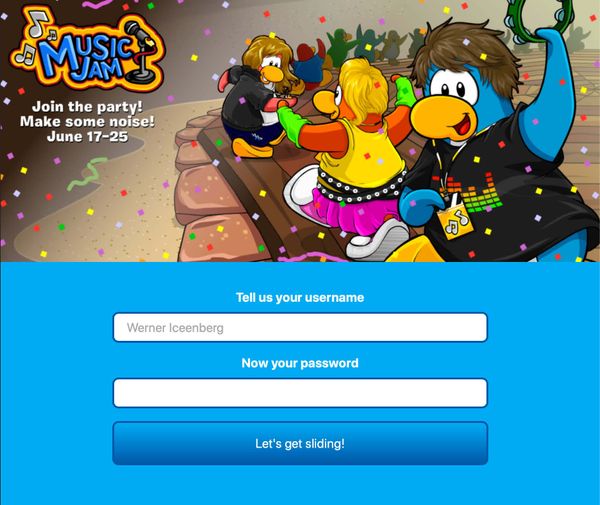 MUSIC
JAM
Join the party!
Make some noise!
June 17-25
Tell us your username
Werner Iceenberg
Now your password
Let's get sliding!